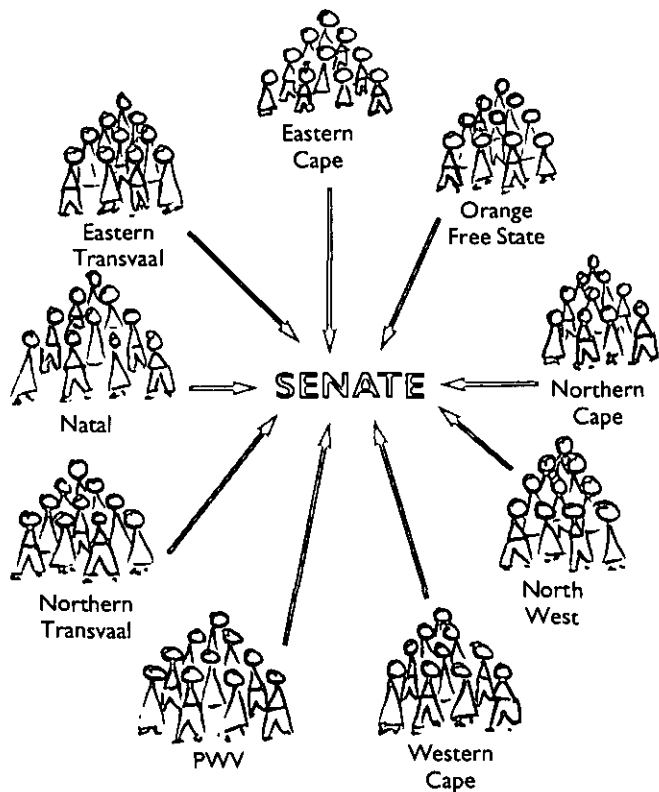 Eastern
Cape
Orange
Free State
Eastern
Transvaal
SENATE
Northern
Cape
Natal
North
West
Northern
Transvaal
PWV
Western
Cape